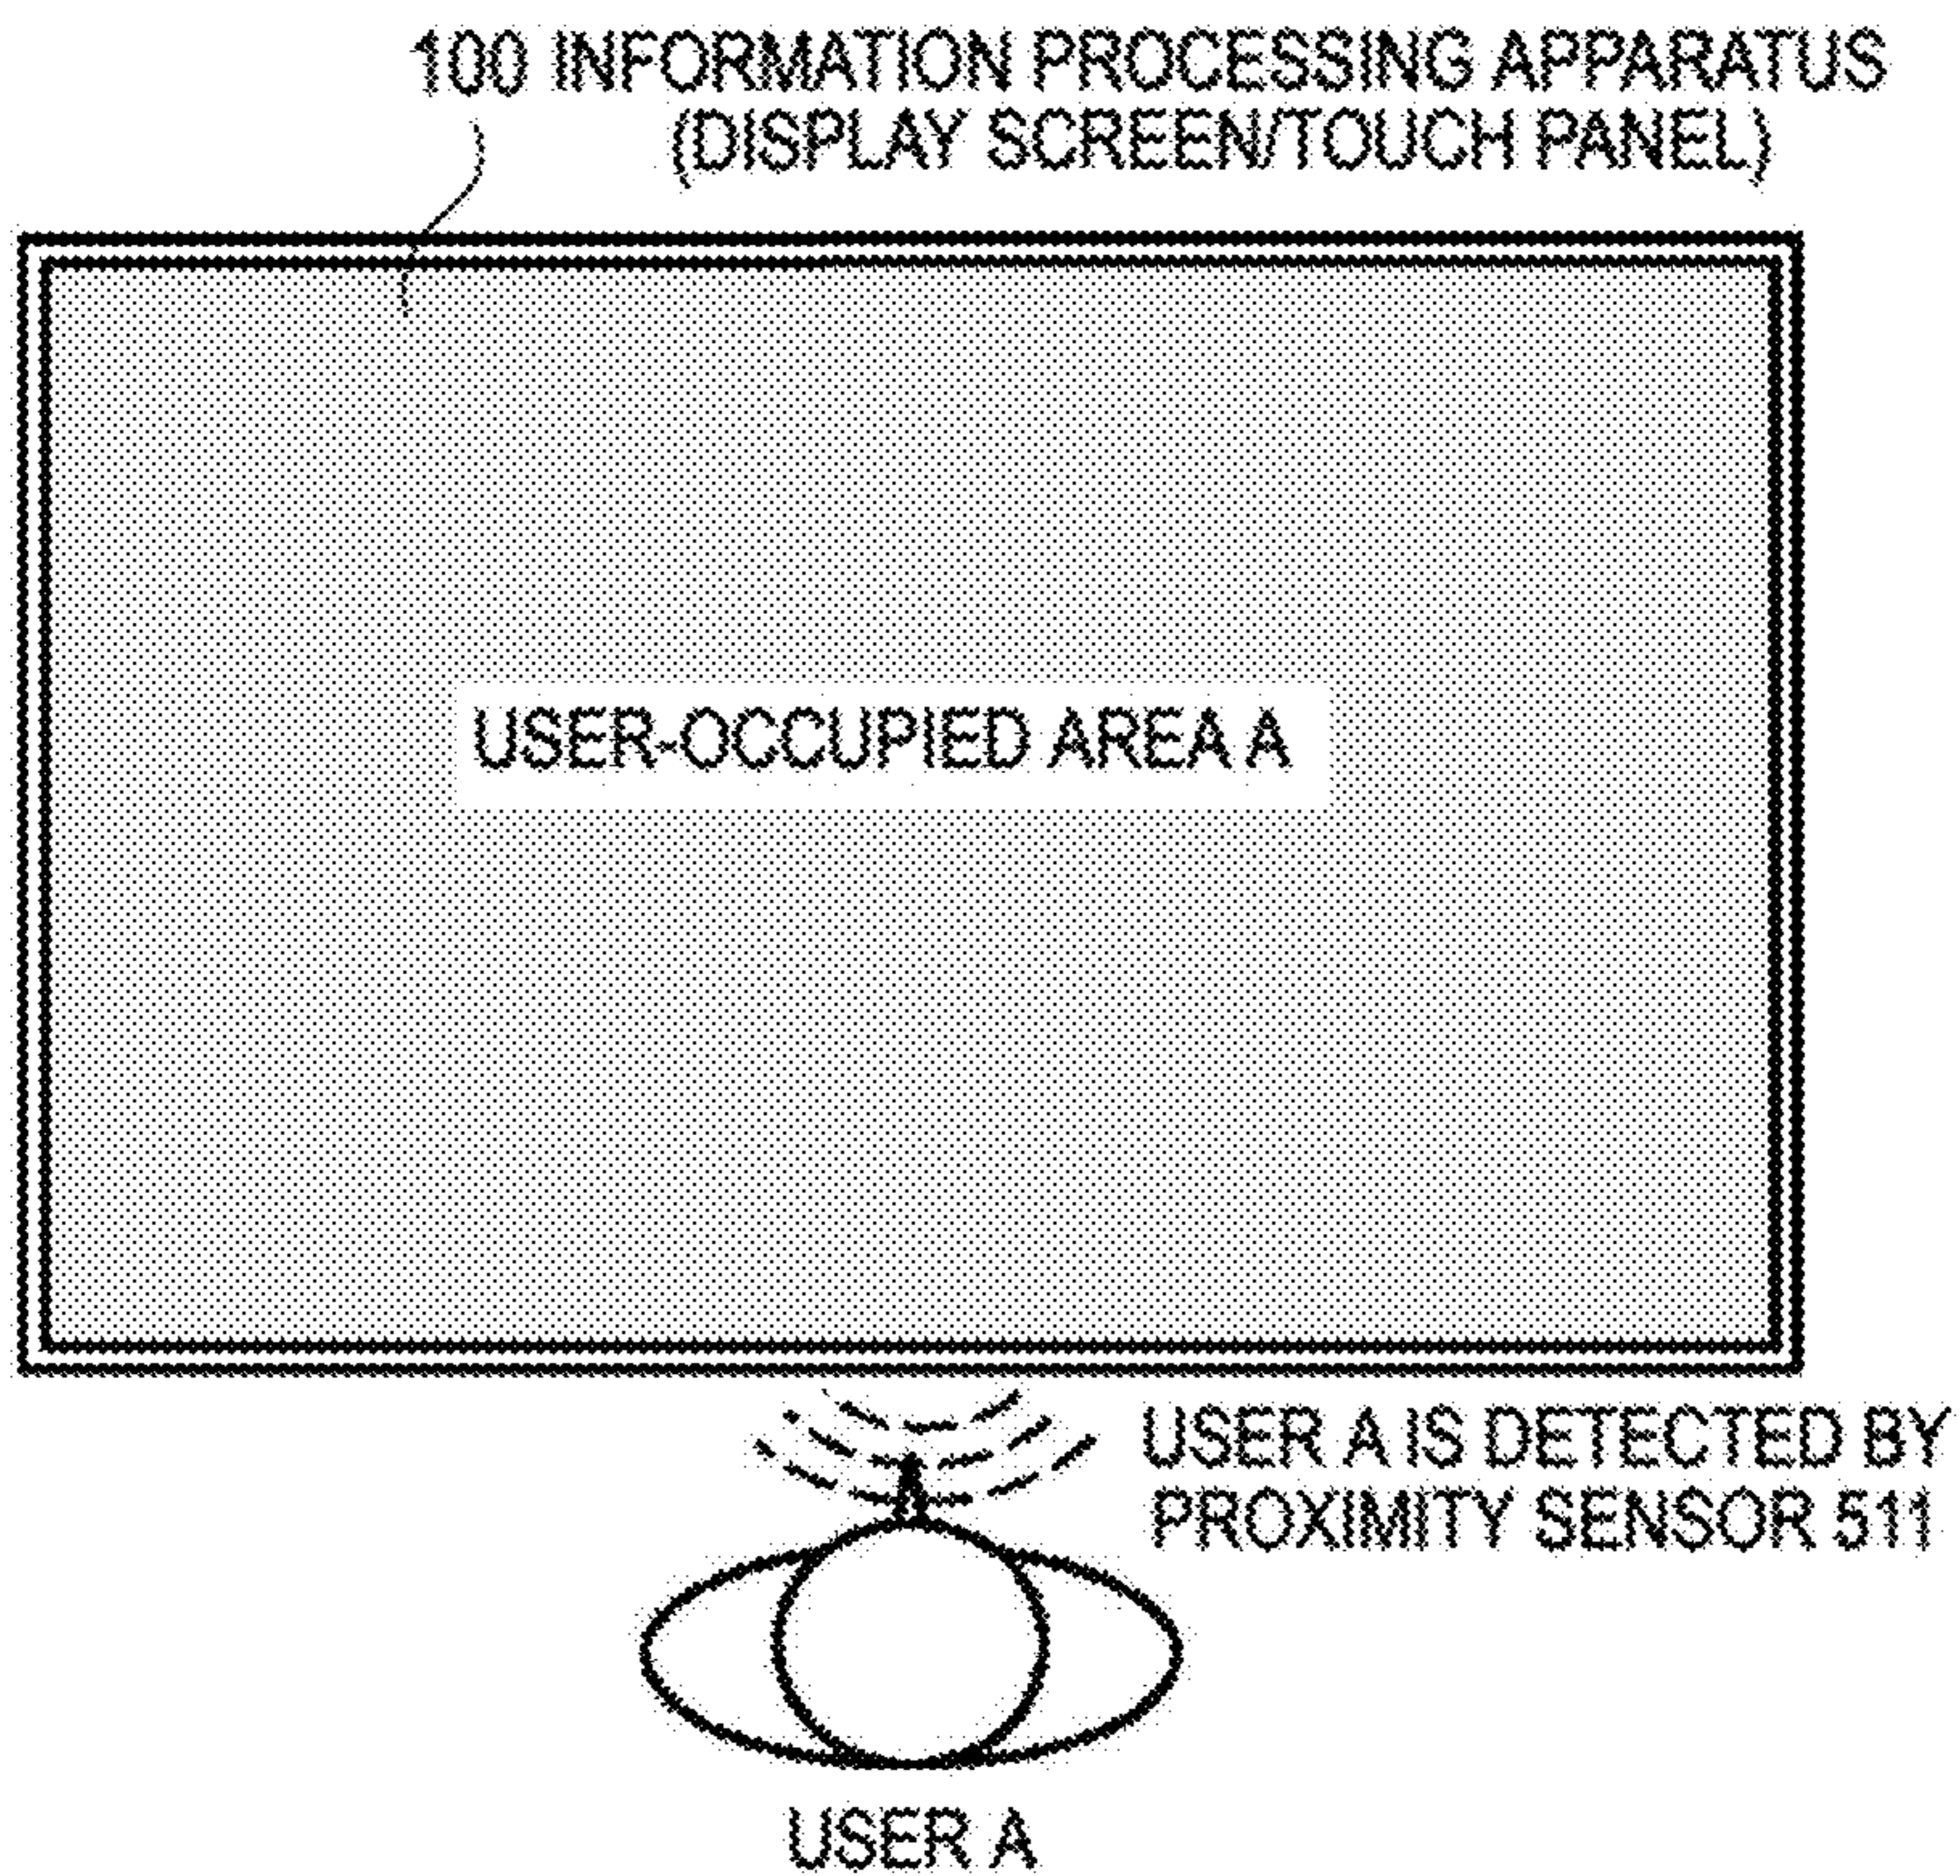 100 INFORMATION PROCESSING APPARATUS
(DISPLAY SCREEN/TOUCH PANEL)
USER-OCCUPIED AREA A
USER A IS DETECTED BY
PROXIMITY SENSOR 511
USER A